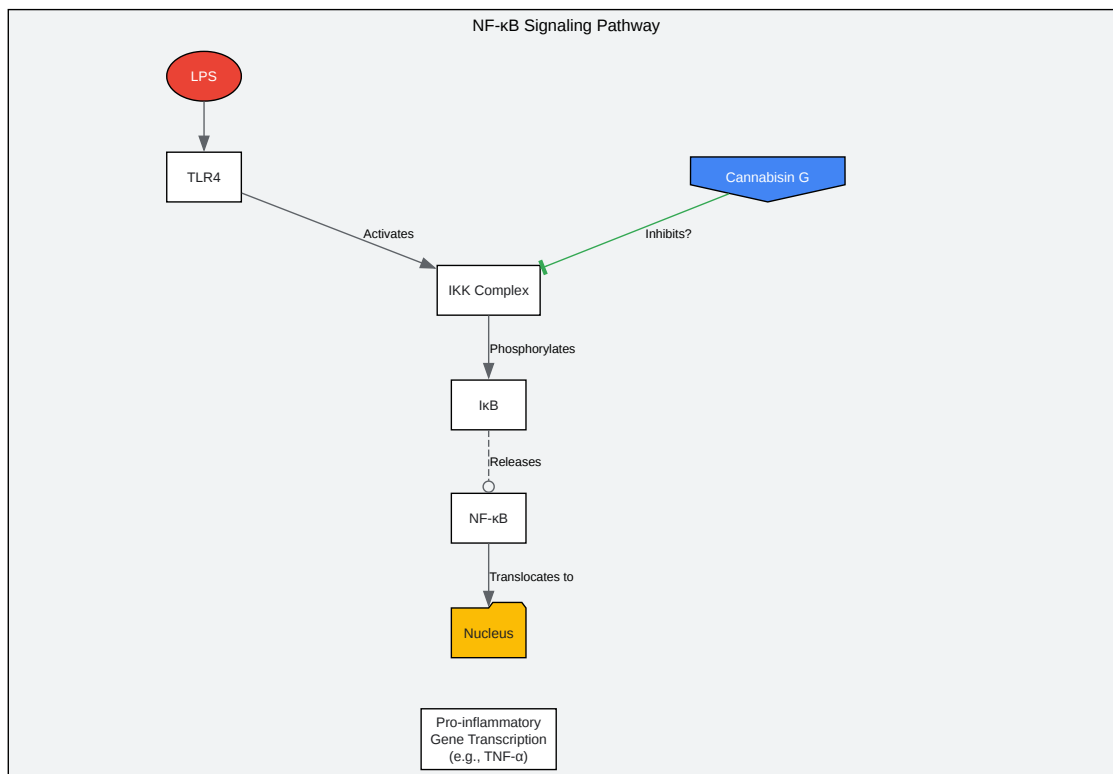 NF-κB Signaling Pathway
LPS
TLR4
Cannabisin G
Activates
Inhibits?
IKK Complex
Phosphorylates
IκB
Releases
NF-κB
Translocates to
Nucleus
Pro-inflammatory
Gene Transcription
(e.g., TNF-α)